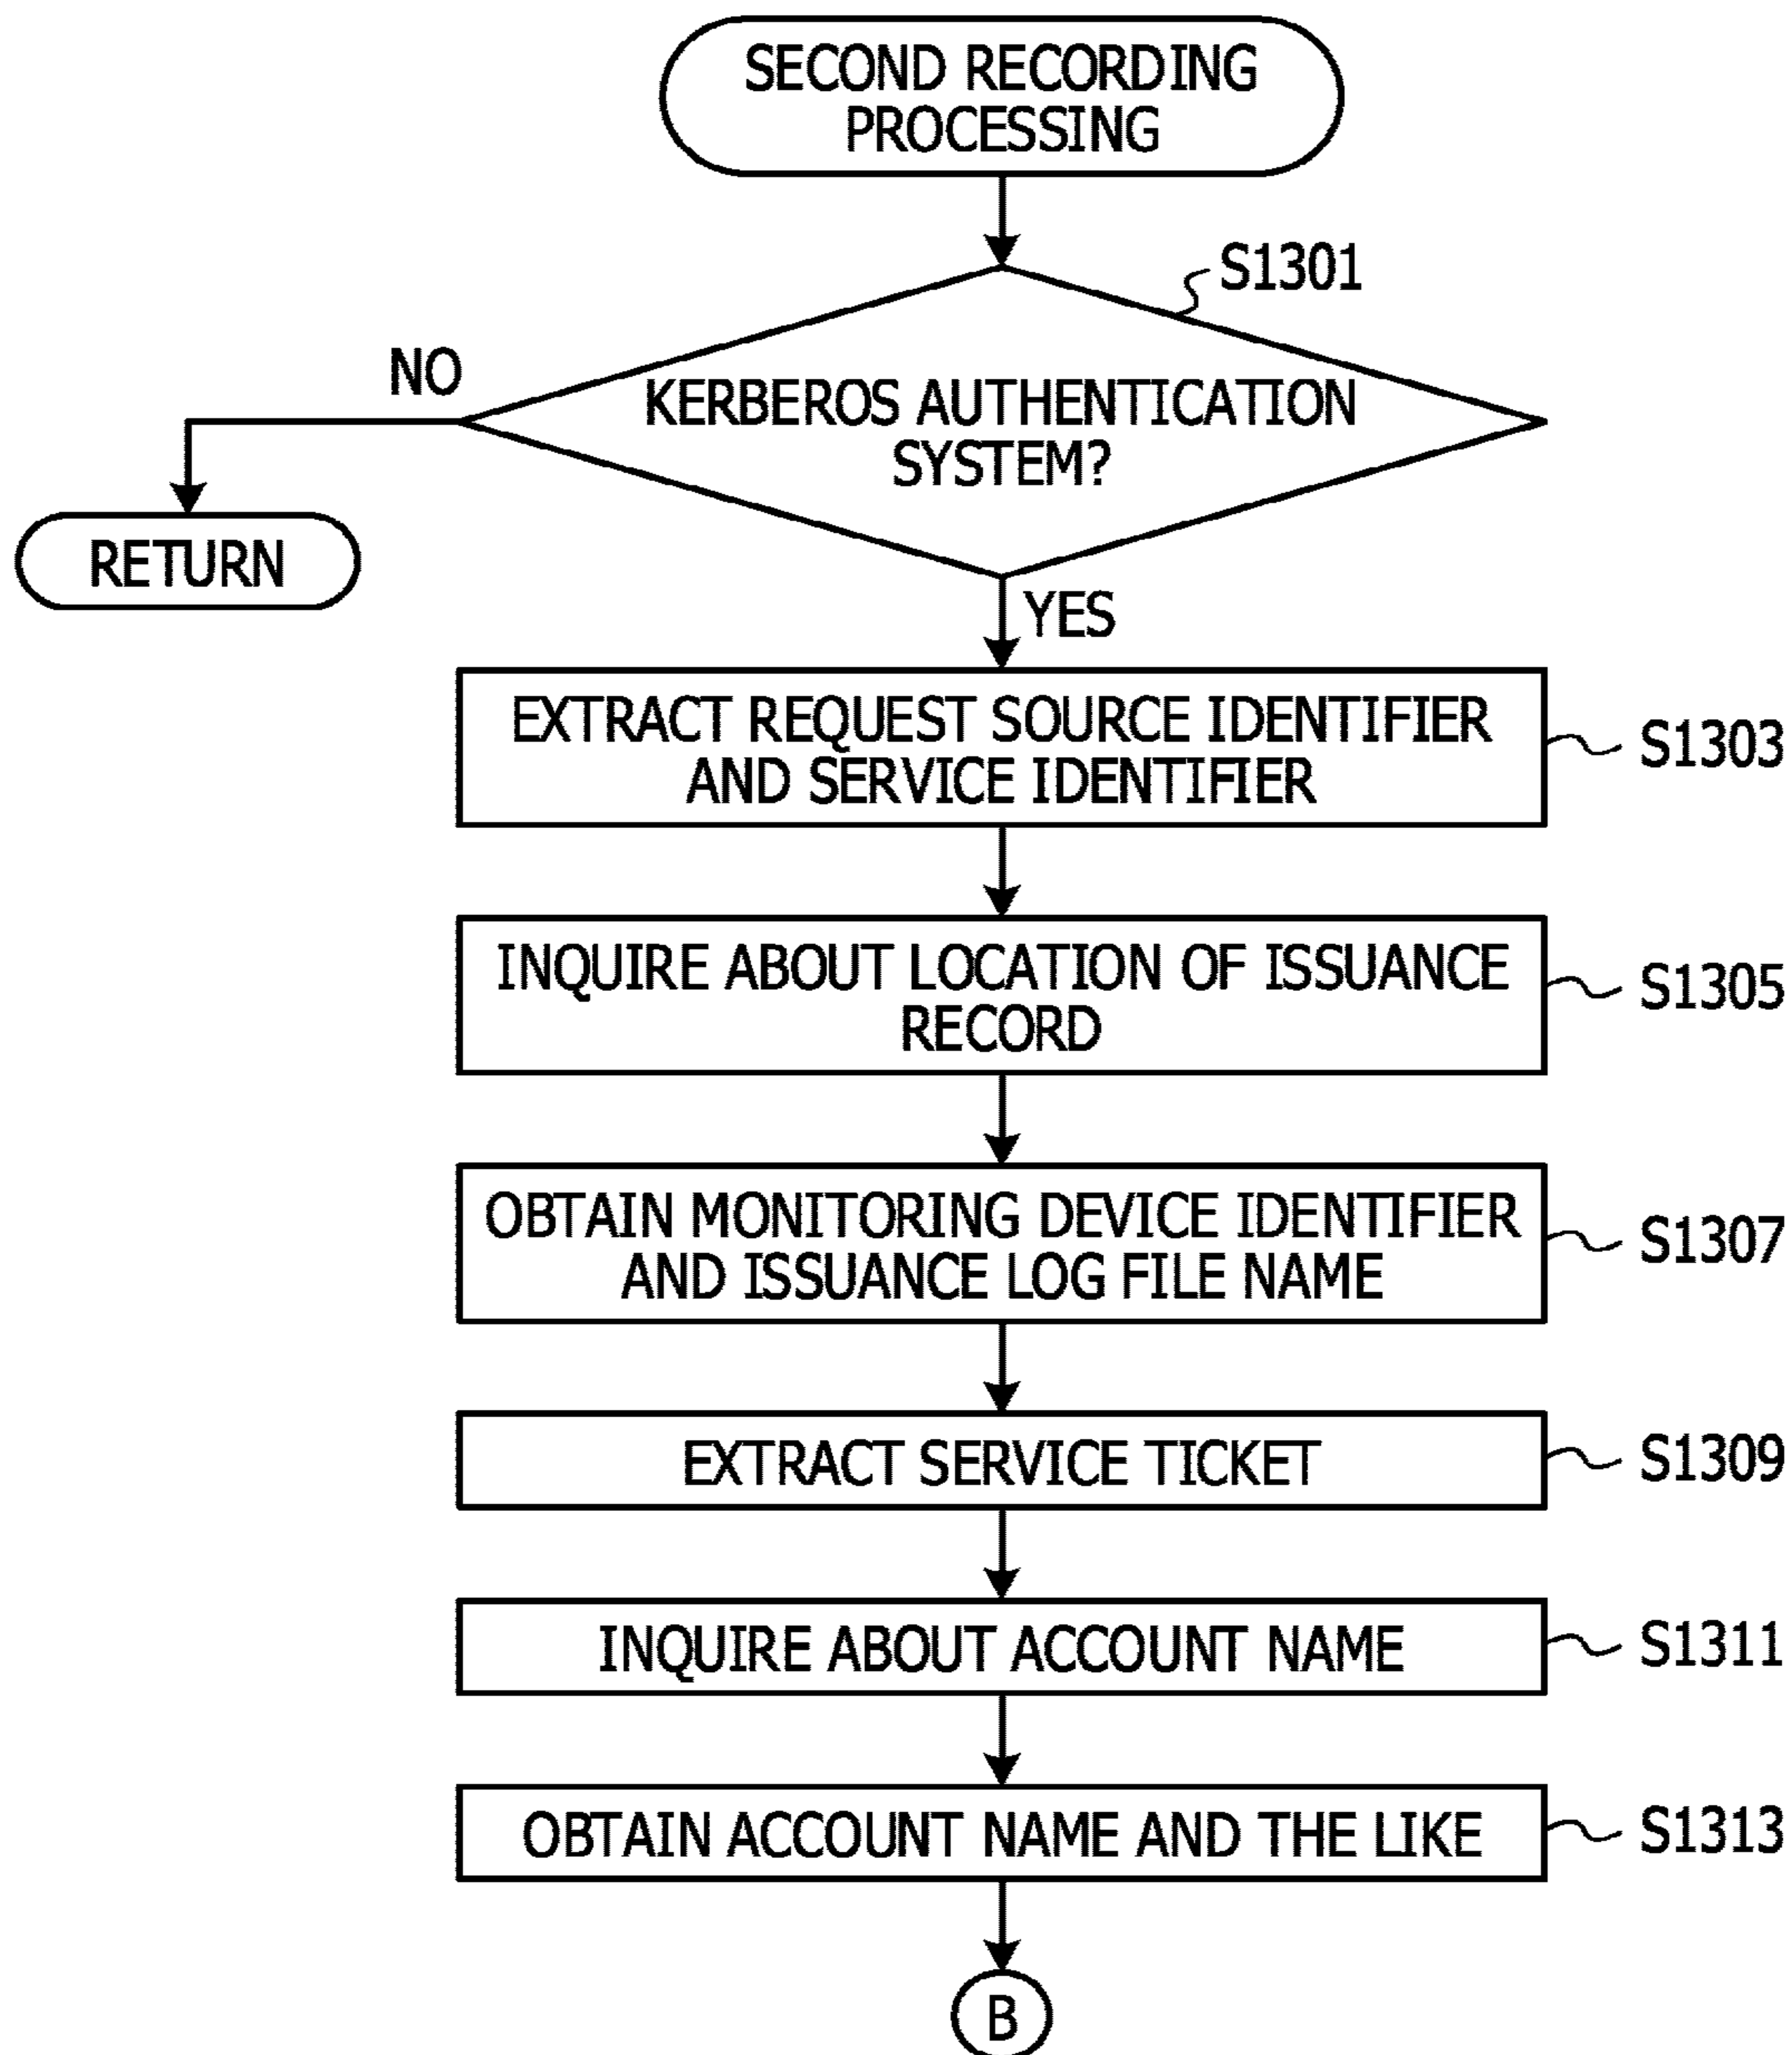 SECOND RECORDING
PROCESSING
S1301
NO
KERBEROS AUTHENTICATION
SYSTEM?
RETURN
YES
EXTRACT REQUEST SOURCE IDENTIFIER
AND SERVICE IDENTIFIER
S1303
INQUIRE ABOUT LOCATION OF ISSUANCE
RECORD
S1305
OBTAIN MONITORING DEVICE IDENTIFIER
AND ISSUANCE LOG FILE NAME
S1307
EXTRACT SERVICE TICKET
S1309
INQUIRE ABOUT ACCOUNT NAME
S1311
OBTAIN ACCOUNT NAME AND THE LIKE
S1313
B